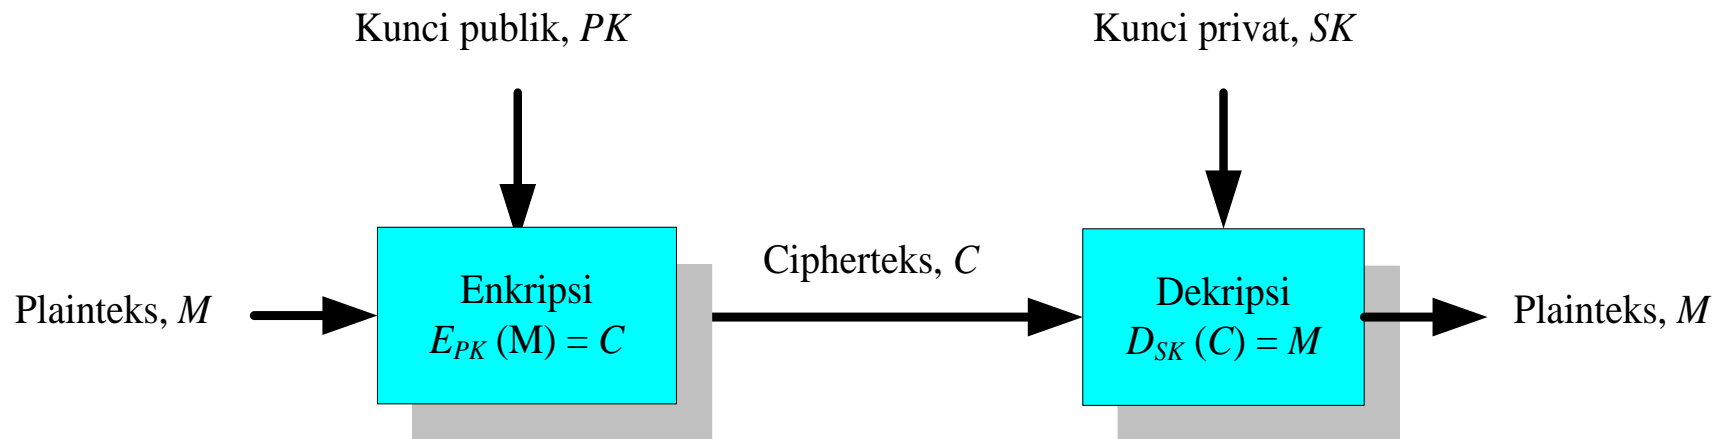 Kunci publik, PK
Kunci privat, SK
Plainteks, M
Enkripsi
E_PK (M) = C
Cipherteks, C
Dekripsi
D_SK (C) = M
Plainteks, M